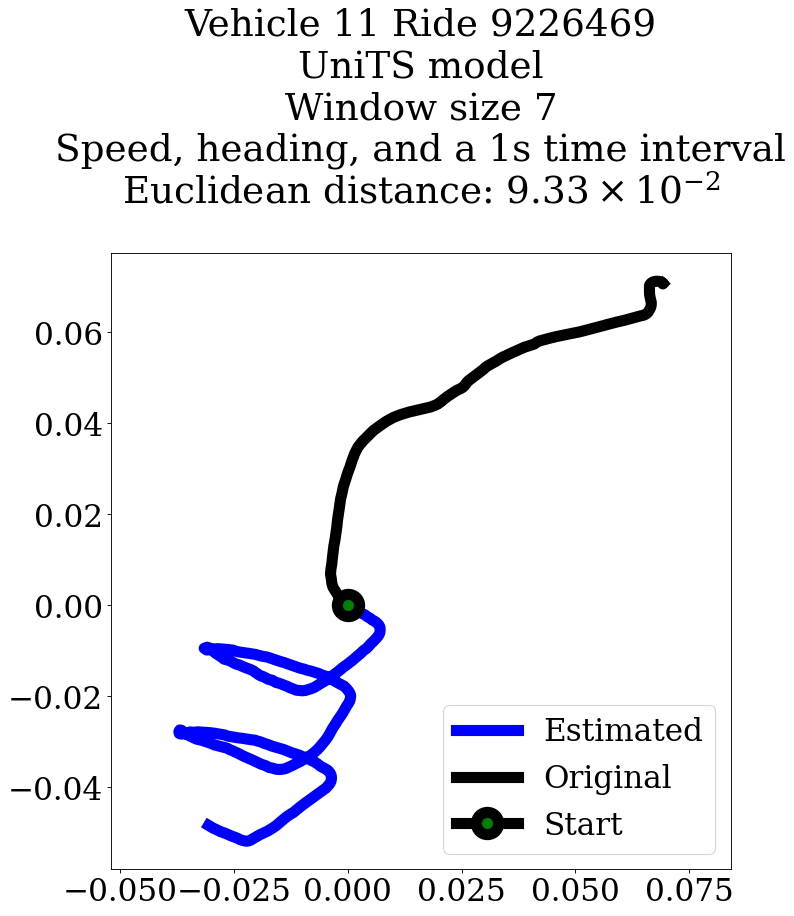 Vehicle 11 Ride 9226469
UniTS model
Window size 7
Speed, heading, and a 1s time interval
Euclidean distance: 9.33 × 10⁻²
0.06
0.04
0.02
0.00
−0.02
−0.04
Estimated
Original
Start
−0.050 −0.025 0.000 0.025 0.050 0.075